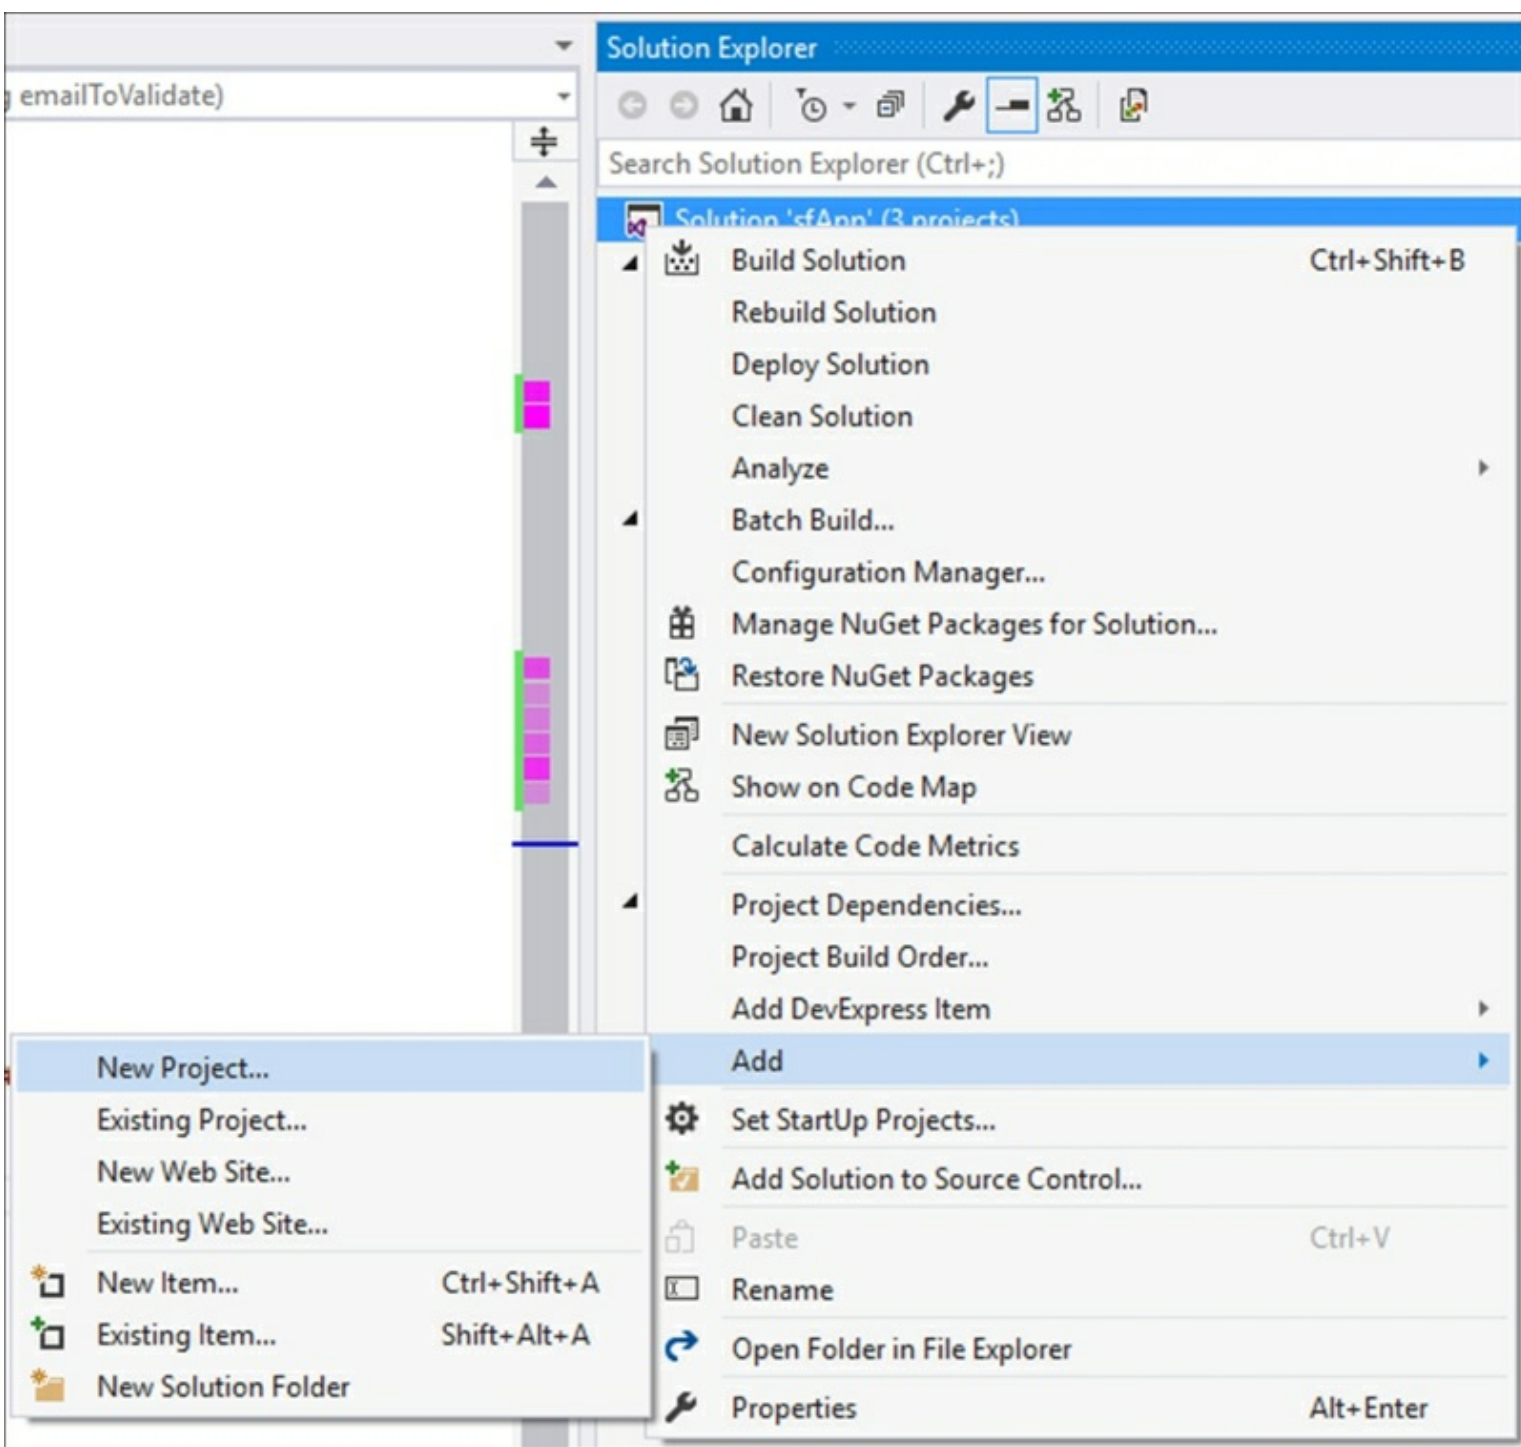 Solution Explorer
emailToValidate)
Search Solution Explorer (Ctrl+;)
Solution 'sfApp' (3 projects)
Build Solution Ctrl+Shift+B
Rebuild Solution
Deploy Solution
Clean Solution
Analyze
Batch Build...
Configuration Manager...
Manage NuGet Packages for Solution...
Restore NuGet Packages
New Solution Explorer View
Show on Code Map
Calculate Code Metrics
Project Dependencies...
Project Build Order...
Add DevExpress Item
Add
Set StartUp Projects...
Add Solution to Source Control...
Paste Ctrl+V
Rename
Open Folder in File Explorer
Properties Alt+Enter
New Project...
Existing Project...
New Web Site...
Existing Web Site...
New Item... Ctrl+Shift+A
Existing Item... Shift+Alt+A
New Solution Folder